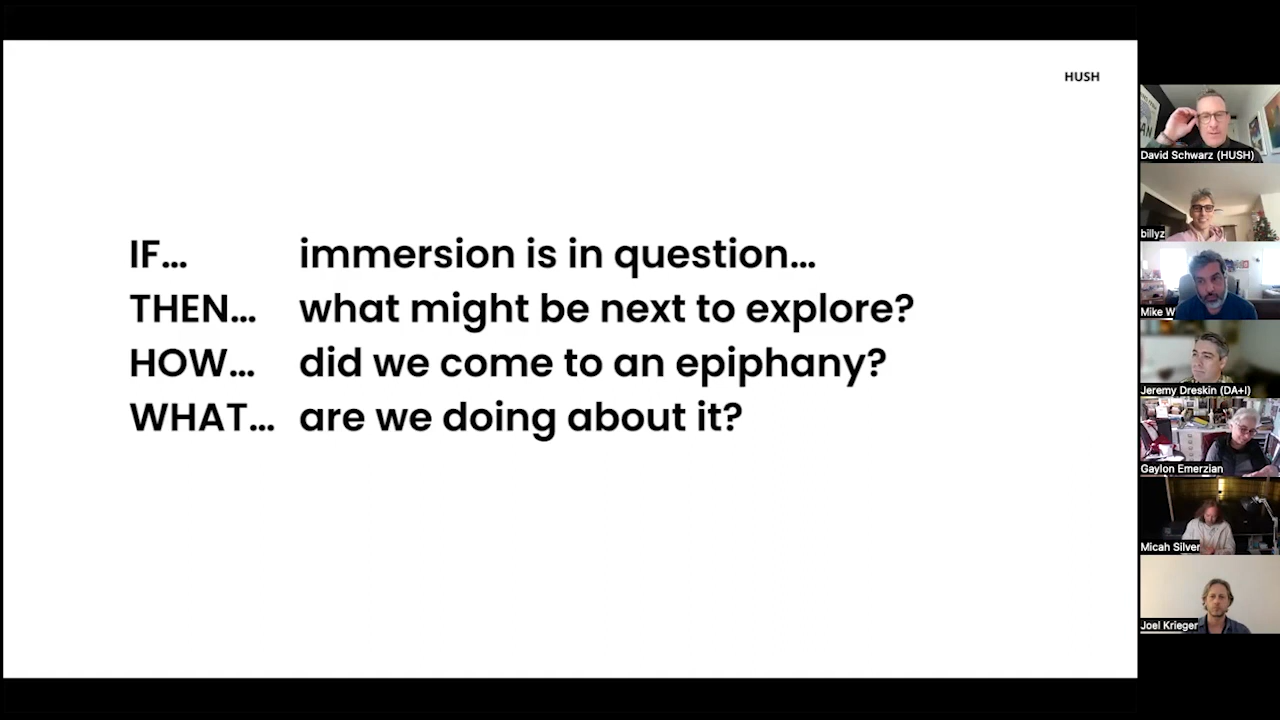 HUSH
IF... immersion is in question...
THEN... what might be next to explore?
HOW... did we come to an epiphany?
WHAT... are we doing about it?
David Schwarz (HUSH)
billyz
Mike W
Jeremy Dreskin (DA+I)
Gaylon Emerzian
Micah Silver
Joel Krieger